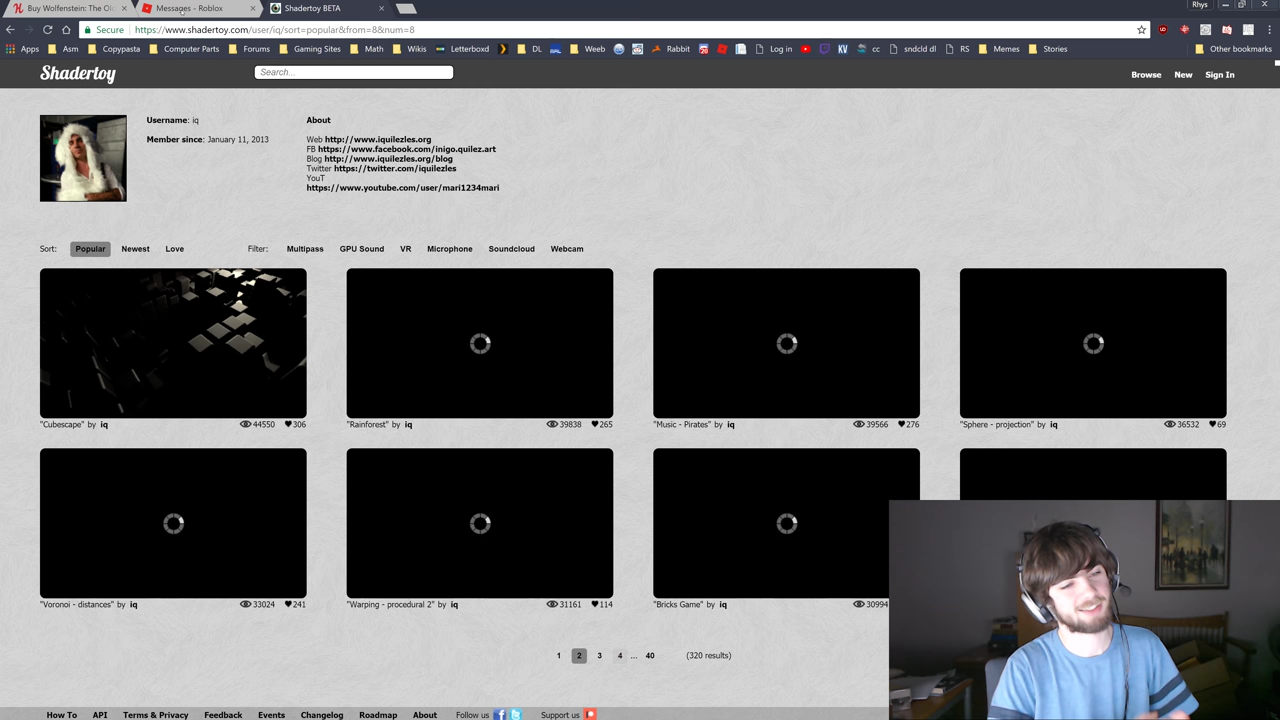 Buy Wolfenstein: The Ol
Messages - Roblox
Shadertoy BETA
Rhys
Secure
https://www.shadertoy.com/user/iq/sort=popular&from=8&num=8
Apps
Asm
Copypasta
Computer Parts
Forums
Gaming Sites
Math
Wikis
Letterboxd
DL
Weeb
Rabbit
Log in
KV
cc
sndcld dl
RS
Memes
Stories
Other bookmarks
Shadertoy
Search...
Browse
New
Sign In
Username: iq
Member since: January 11, 2013
About
Web http://www.iquilezles.org
FB https://www.facebook.com/inigo.quilez.art
Blog http://www.iquilezles.org/blog
Twitter https://twitter.com/iquilezles
YouT
https://www.youtube.com/user/mari1234mari
Sort: Popular Newest Love
Filter: Multipass GPU Sound VR Microphone Soundcloud Webcam
"Cubescape" by iq 44550 306
"Rainforest" by iq 39838 265
"Music - Pirates" by iq 39566 276
"Sphere - projection" by iq 36532 69
"Voronoi - distances" by iq 33024 241
"Warping - procedural 2" by iq 31161 114
"Bricks Game" by iq 30994
1 2 3 4 ... 40 (320 results)
How To API Terms & Privacy Feedback Events Changelog Roadmap About Follow us Support us